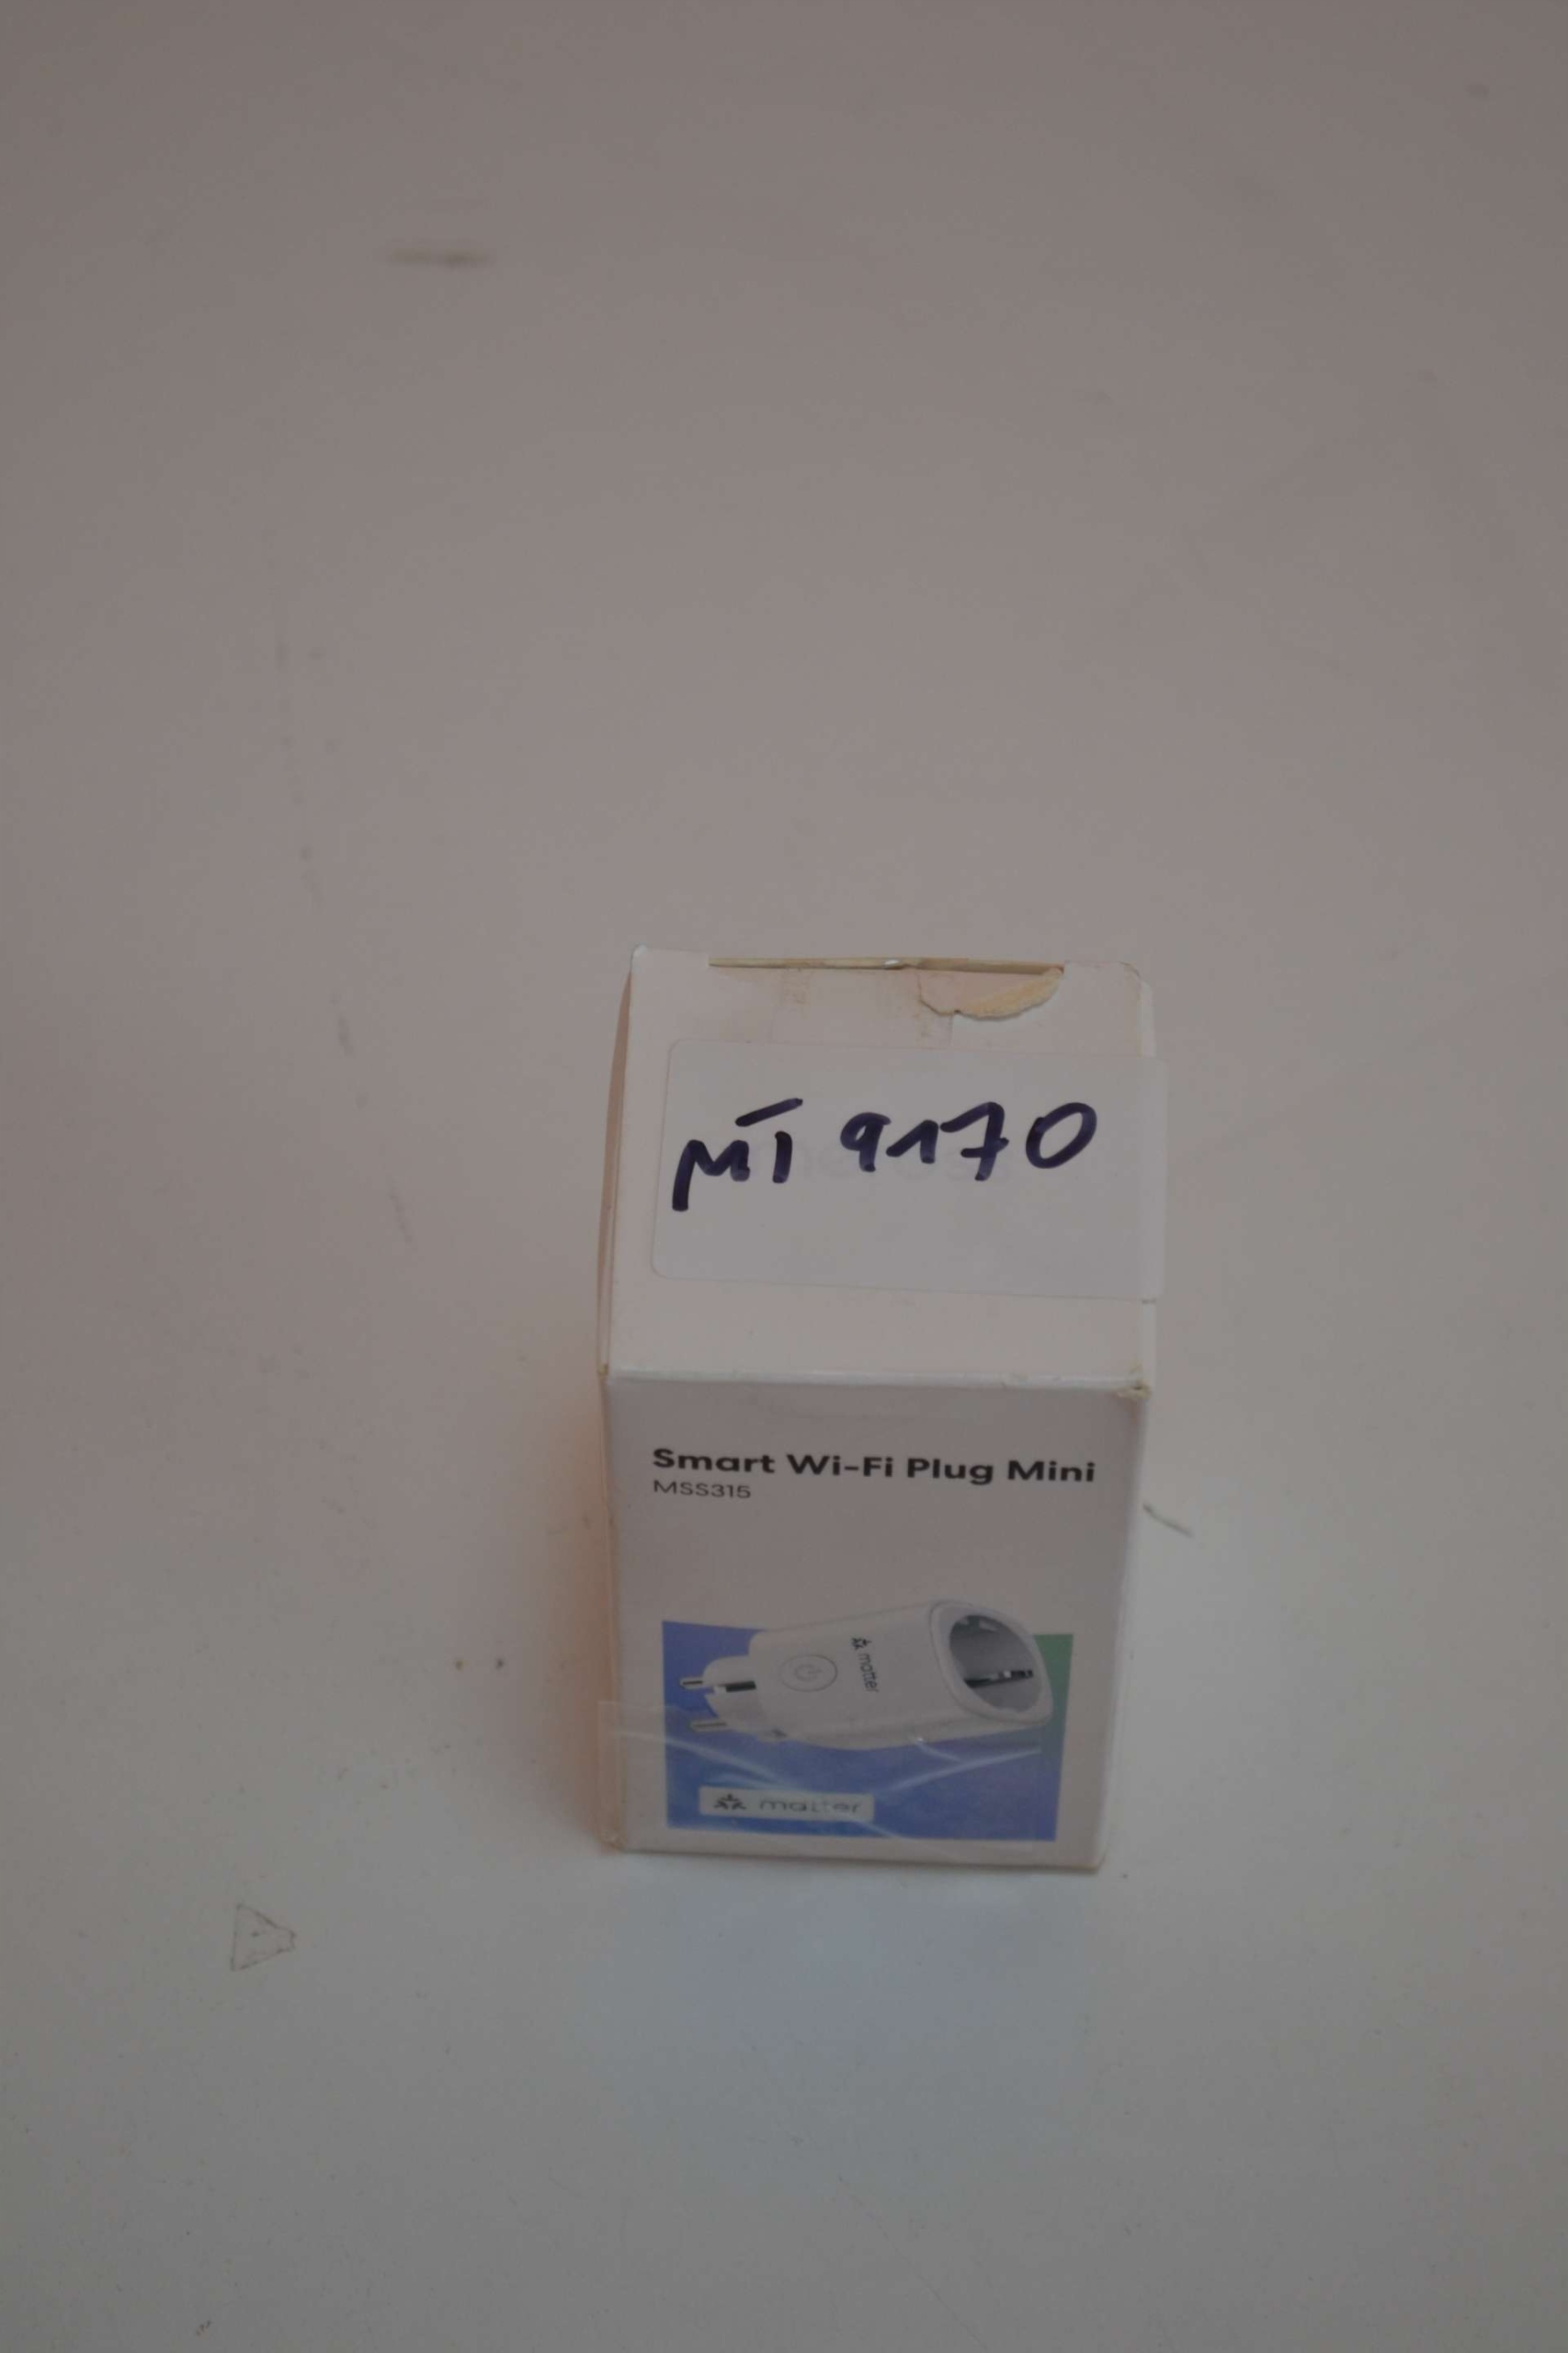 MI 9170
Smart Wi-Fi Plug Mini
MSS315
matter
matter